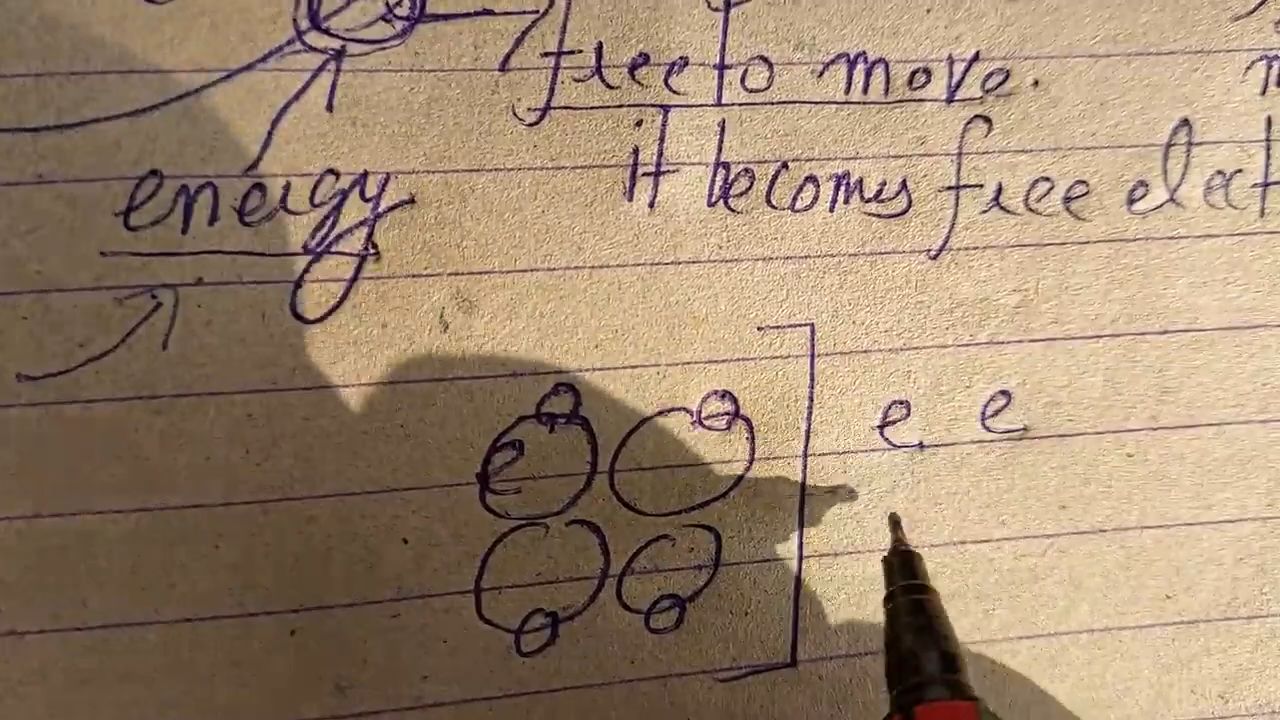 free to move.
it becomes free elect
energy
e e
e